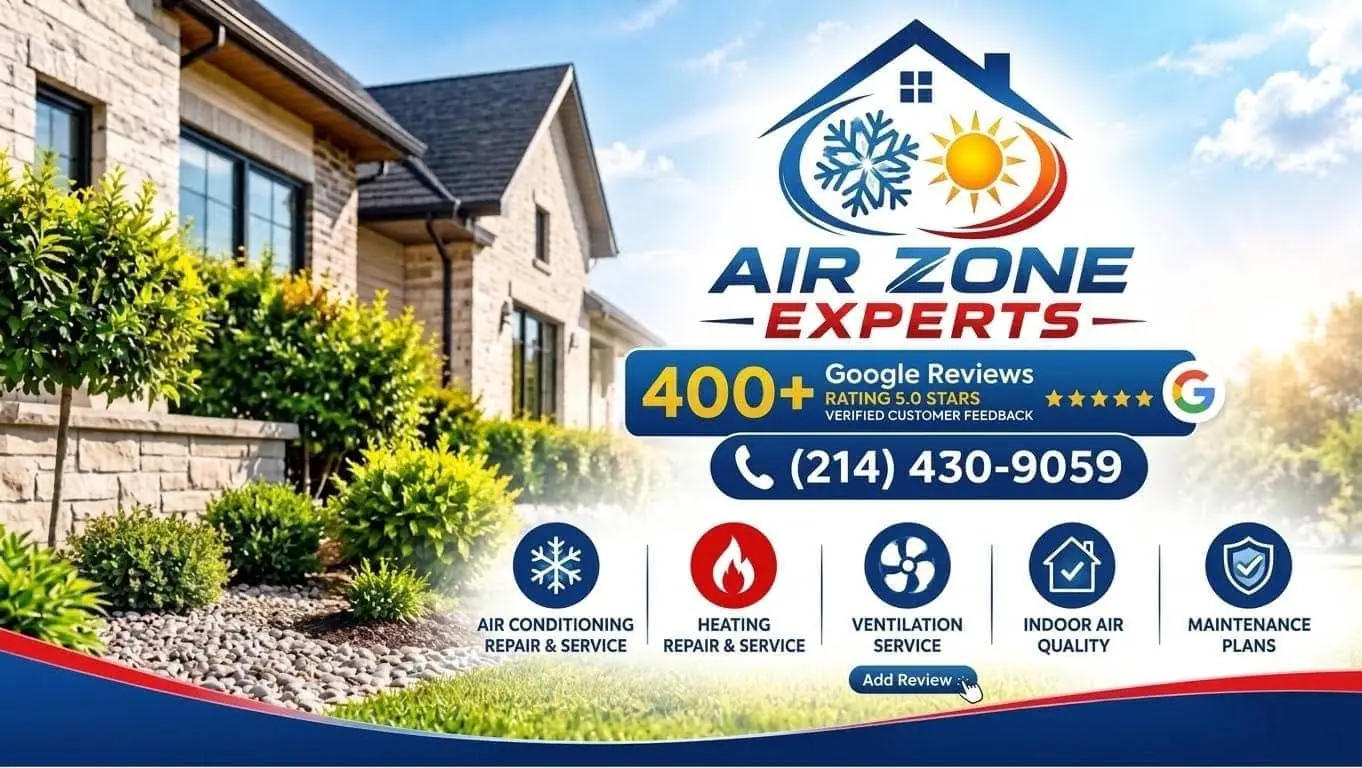 AIR ZONE
EXPERTS
400+
Google Reviews
RATING 5.0 STARS
VERIFIED CUSTOMER FEEDBACK
G
(214) 430-9059
AIR CONDITIONING
REPAIR & SERVICE
HEATING
REPAIR & SERVICE
VENTILATION
SERVICE
INDOOR AIR
QUALITY
MAINTENANCE
PLANS
Add Review